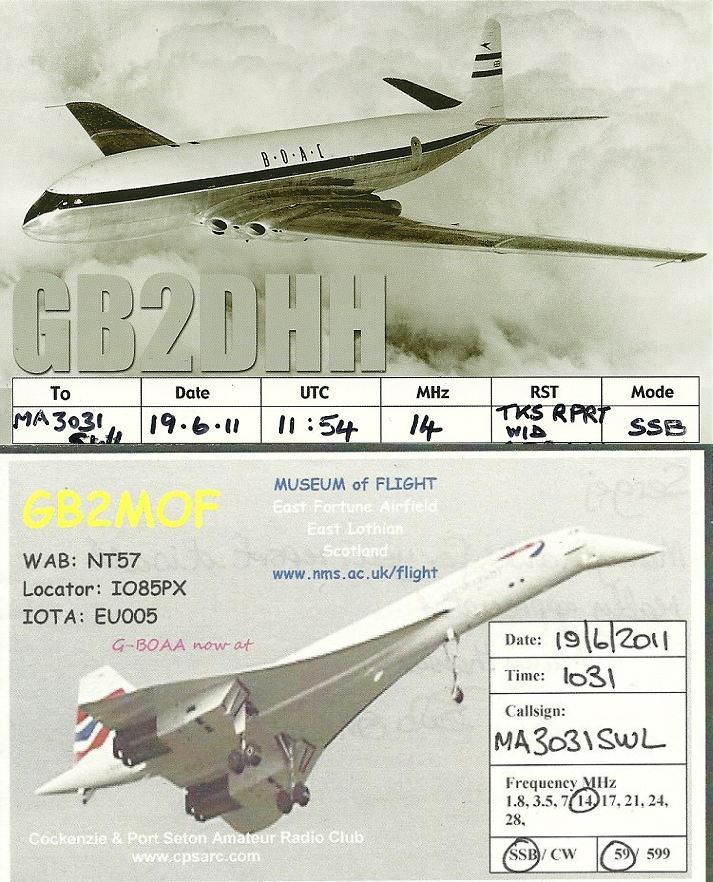 B·O·A·C
GB2DHH
To Date UTC MHz RST Mode
MA3031 19.6.11 11:54 14 TKS RPRT SSB
WID
GB2MOF
MUSEUM of FLIGHT
East Fortune Airfield
East Lothian
Scotland
www.nms.ac.uk/flight
WAB: NT57
Locator: IO85PX
IOTA: EU005
G-BOAA now at
Date: 19/6/2011
Time: 1031
Callsign:
MA3031SWL
Frequency MHz
1.8, 3.5, 7, 14, 17, 21, 24,
28,
SSB / CW 59 / 599
Cockenzie & Port Seton Amateur Radio Club
www.cpsarc.com